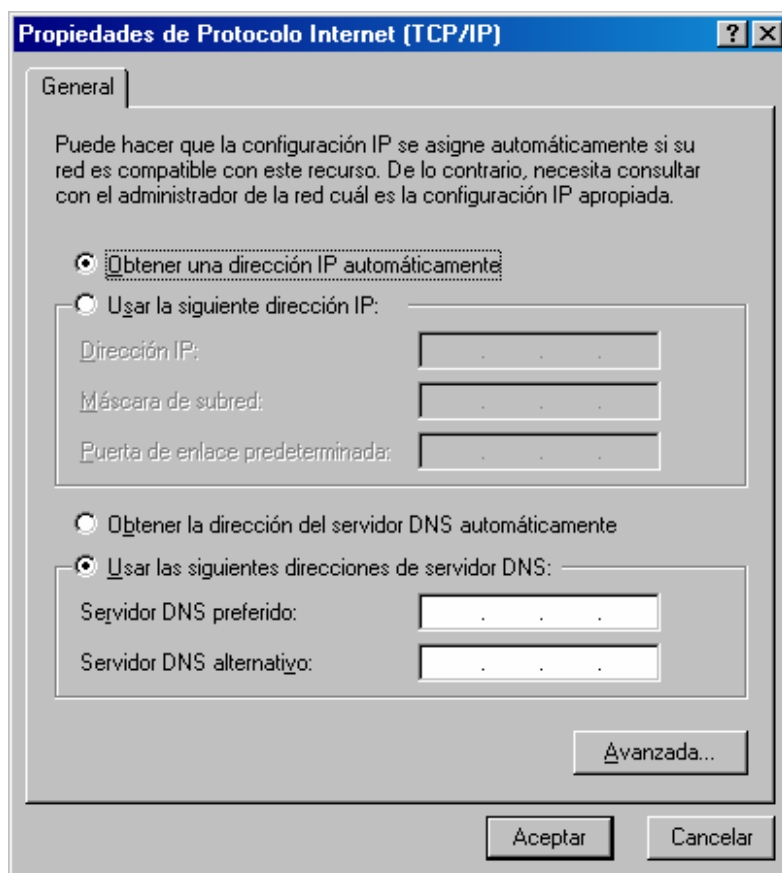 Propiedades de Protocolo Internet (TCP/IP)
General
Puede hacer que la configuración IP se asigne automáticamente si su
red es compatible con este recurso. De lo contrario, necesita consultar
con el administrador de la red cuál es la configuración IP apropiada.
Obtener una dirección IP automáticamente
Usar la siguiente dirección IP:
Dirección IP:
Máscara de subred:
Puerta de enlace predeterminada:
Obtener la dirección del servidor DNS automáticamente
Usar las siguientes direcciones de servidor DNS:
Servidor DNS preferido:
Servidor DNS alternativo:
Avanzada...
Aceptar Cancelar